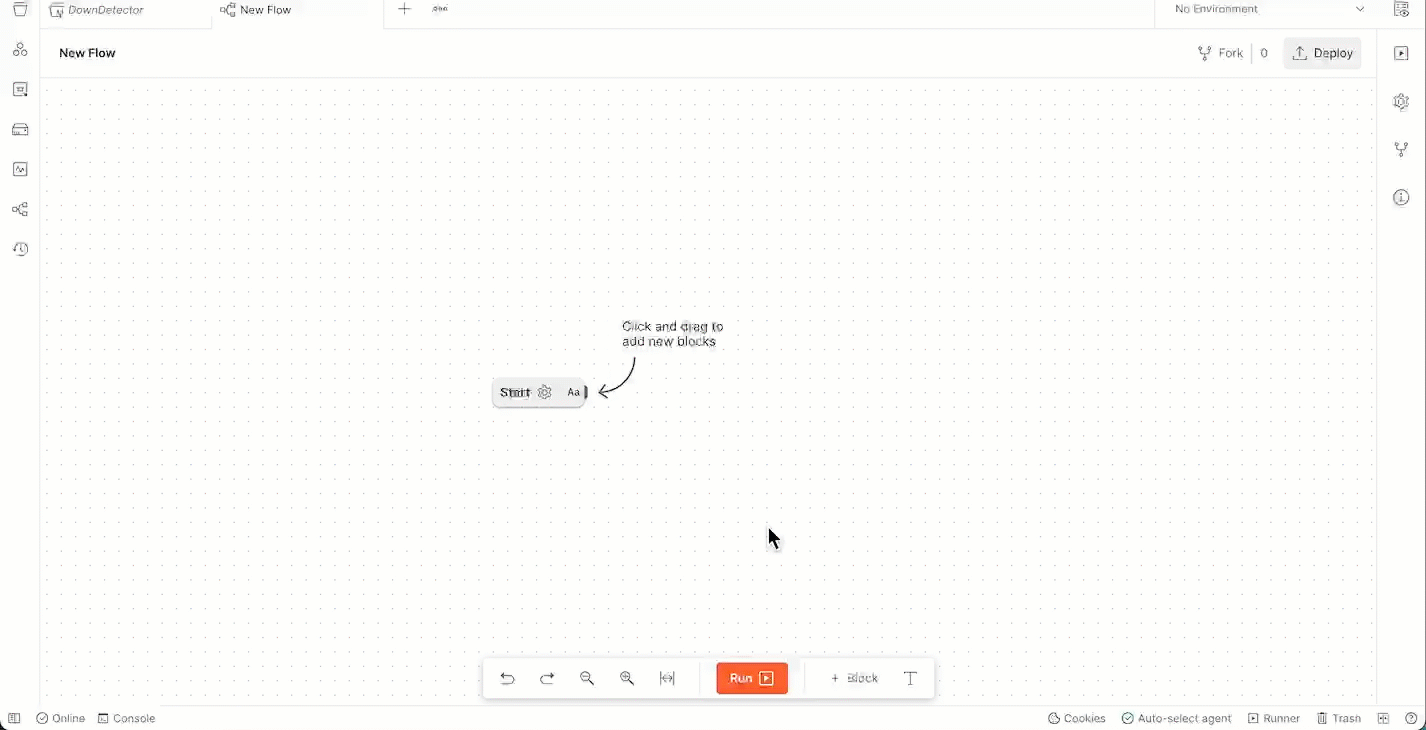 DownDetector
New Flow
No Environment
New Flow
Fork
0
Deploy
Click and drag to
add new blocks
Start
Aa
Run
+ Block
Online
Console
Cookies
Auto-select agent
Runner
Trash